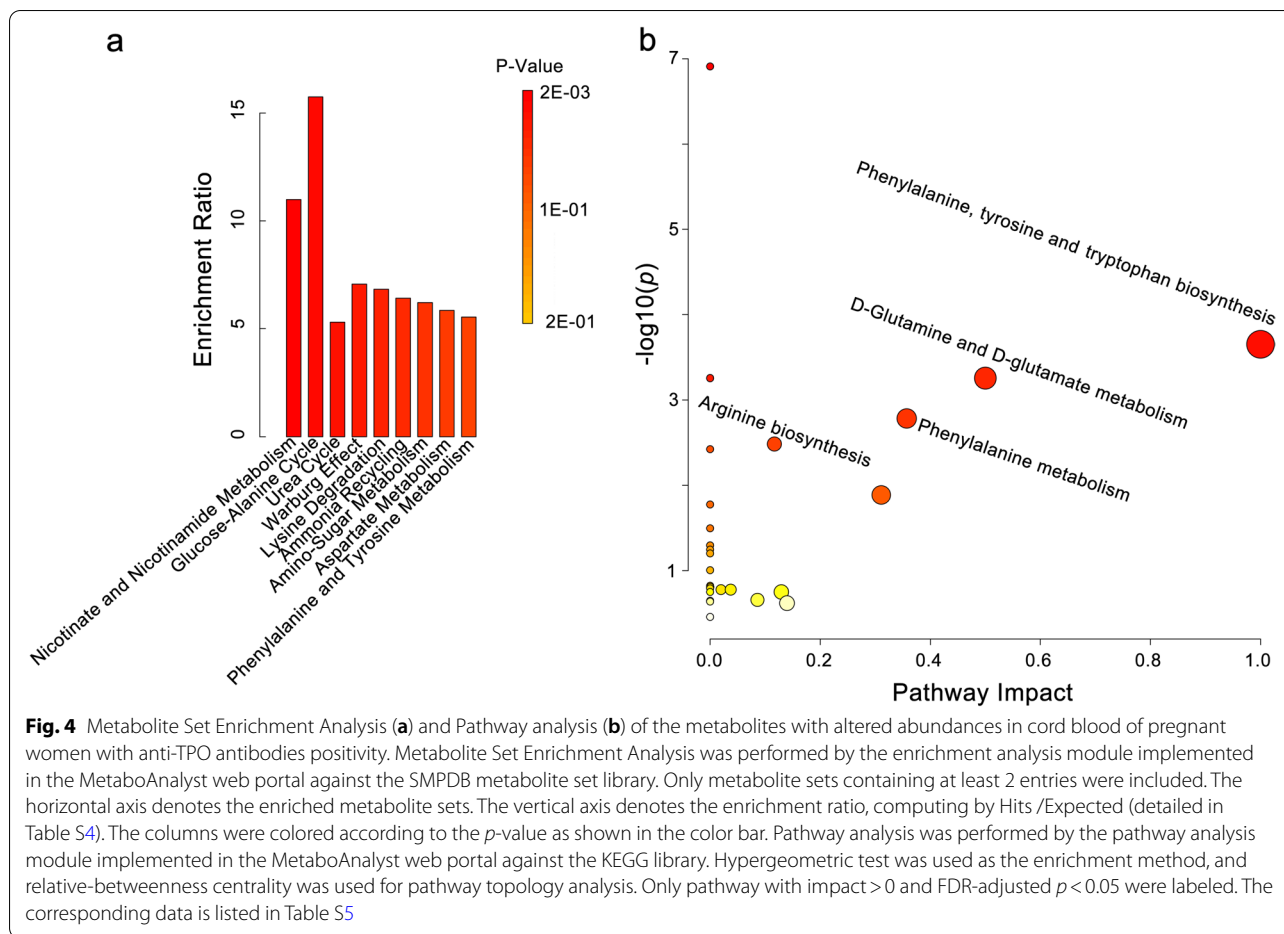 a
P-Value
2E-03
1E-01
2E-01
Enrichment Ratio
15
10
5
0
Nicotinate and Nicotinamide Metabolism
Glucose-Alanine Cycle
Urea Cycle
Warburg Effect
Lysine Degradation
Ammonia Recycling
Amino-Sugar Metabolism
Aspartate Metabolism
Phenylalanine and Tyrosine Metabolism
b
7
5
3
1
-log10(p)
Phenylalanine, tyrosine and tryptophan biosynthesis
D-Glutamine and D-glutamate metabolism
Arginine biosynthesis
Phenylalanine metabolism
0.0 0.2 0.4 0.6 0.8 1.0
Pathway Impact
Fig. 4 Metabolite Set Enrichment Analysis (a) and Pathway analysis (b) of the metabolites with altered abundances in cord blood of pregnant
women with anti-TPO antibodies positivity. Metabolite Set Enrichment Analysis was performed by the enrichment analysis module implemented
in the MetaboAnalyst web portal against the SMPDB metabolite set library. Only metabolite sets containing at least 2 entries were included. The
horizontal axis denotes the enriched metabolite sets. The vertical axis denotes the enrichment ratio, computing by Hits /Expected (detailed in
Table S4). The columns were colored according to the p-value as shown in the color bar. Pathway analysis was performed by the pathway analysis
module implemented in the MetaboAnalyst web portal against the KEGG library. Hypergeometric test was used as the enrichment method, and
relative-betweenness centrality was used for pathway topology analysis. Only pathway with impact > 0 and FDR-adjusted p < 0.05 were labeled. The
corresponding data is listed in Table S5